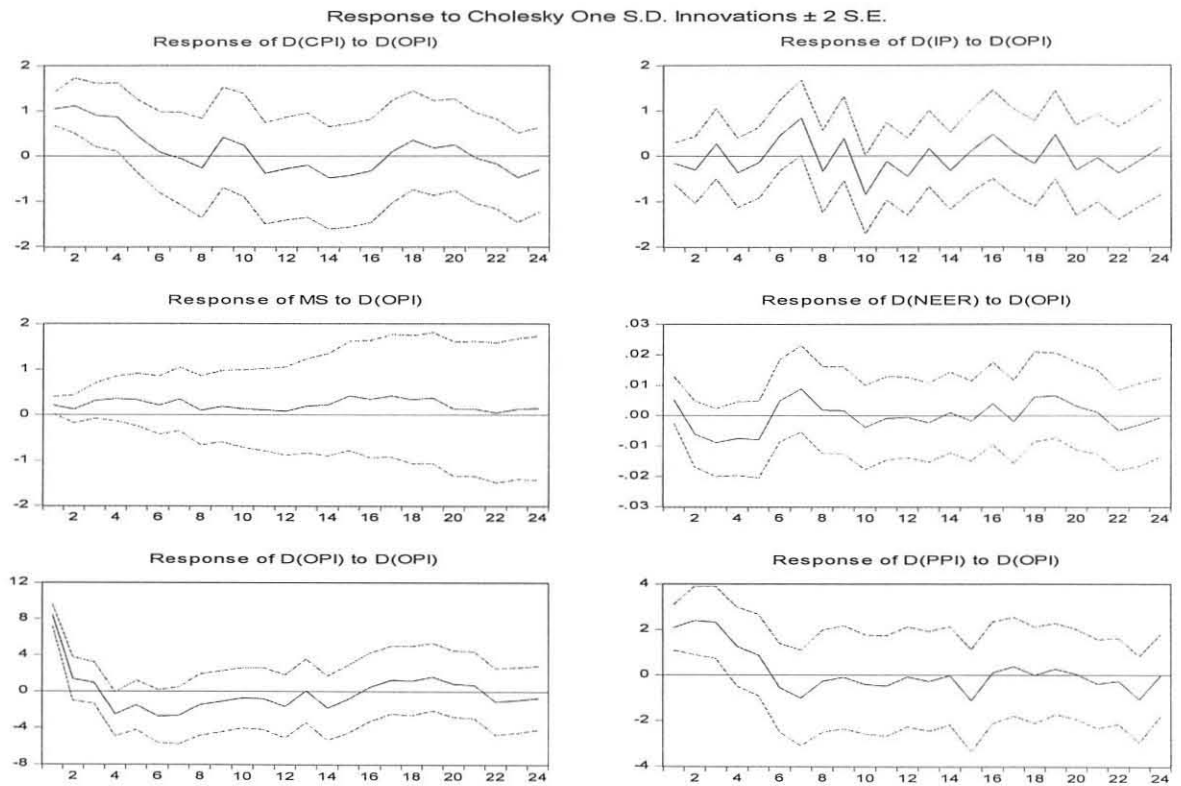 Response to Cholesky One S.D. Innovations ± 2 S.E.
Response of D(CPI) to D(OPI)
2
1
0
-1
-2
2 4 6 8 10 12 14 16 18 20 22 24
Response of D(IP) to D(OPI)
2
1
0
-1
-2
2 4 6 8 10 12 14 16 18 20 22 24
Response of MS to D(OPI)
2
1
0
-1
-2
2 4 6 8 10 12 14 16 18 20 22 24
Response of D(NEER) to D(OPI)
.03
.02
.01
.00
-.01
-.02
-.03
2 4 6 8 10 12 14 16 18 20 22 24
Response of D(OPI) to D(OPI)
12
8
4
0
-4
-8
2 4 6 8 10 12 14 16 18 20 22 24
Response of D(PPI) to D(OPI)
4
2
0
-2
-4
2 4 6 8 10 12 14 16 18 20 22 24